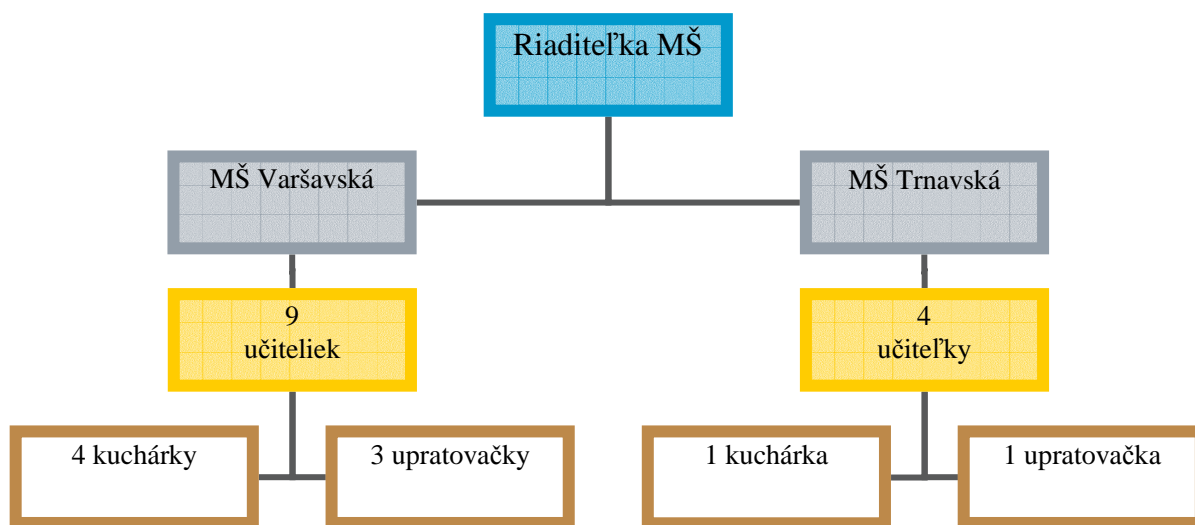 Riaditeľka MŠ
MŠ Varšavská
MŠ Trnavská
9
učiteliek
4
učiteľky
4 kuchárky
3 upratovačky
1 kuchárka
1 upratovačka